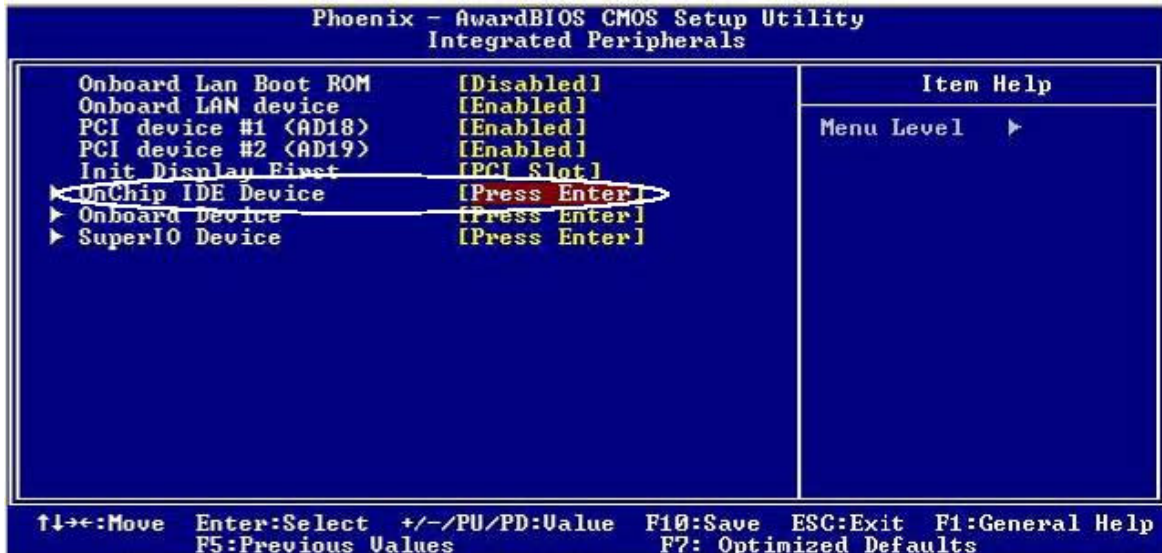 Phoenix - AwardBIOS CMOS Setup Utility
Integrated Peripherals
Onboard Lan Boot ROM [Disabled]
Onboard LAN device [Enabled]
PCI device #1 (AD18) [Enabled]
PCI device #2 (AD19) [Enabled]
Init Display First [PCI Slot]
► OnChip IDE Device [Press Enter]
► Onboard Device [Press Enter]
► SuperIO Device [Press Enter]
Item Help
Menu Level ►
↑↓→←:Move Enter:Select +/-/PU/PD:Value F10:Save ESC:Exit F1:General Help
F5:Previous Values F7: Optimized Defaults